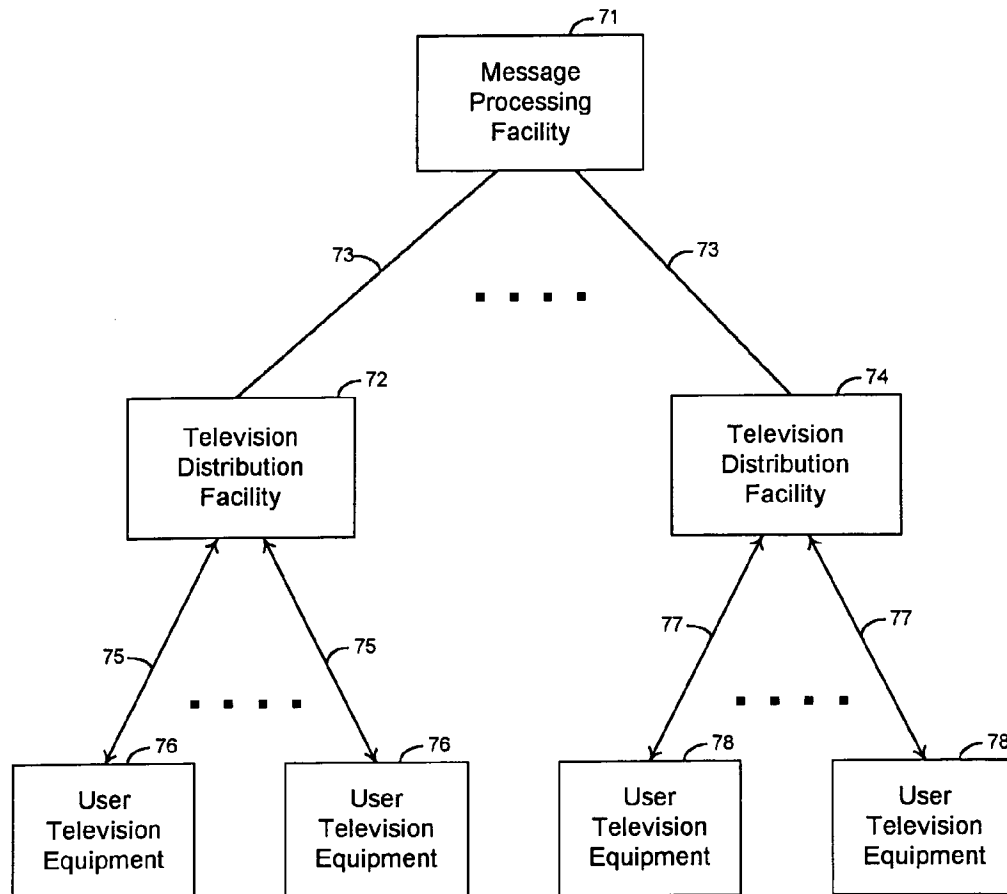 71
Message
Processing
Facility
73
73
72
Television
Distribution
Facility
74
Television
Distribution
Facility
75
75
77
77
76
User
Television
Equipment
76
User
Television
Equipment
78
User
Television
Equipment
78
User
Television
Equipment